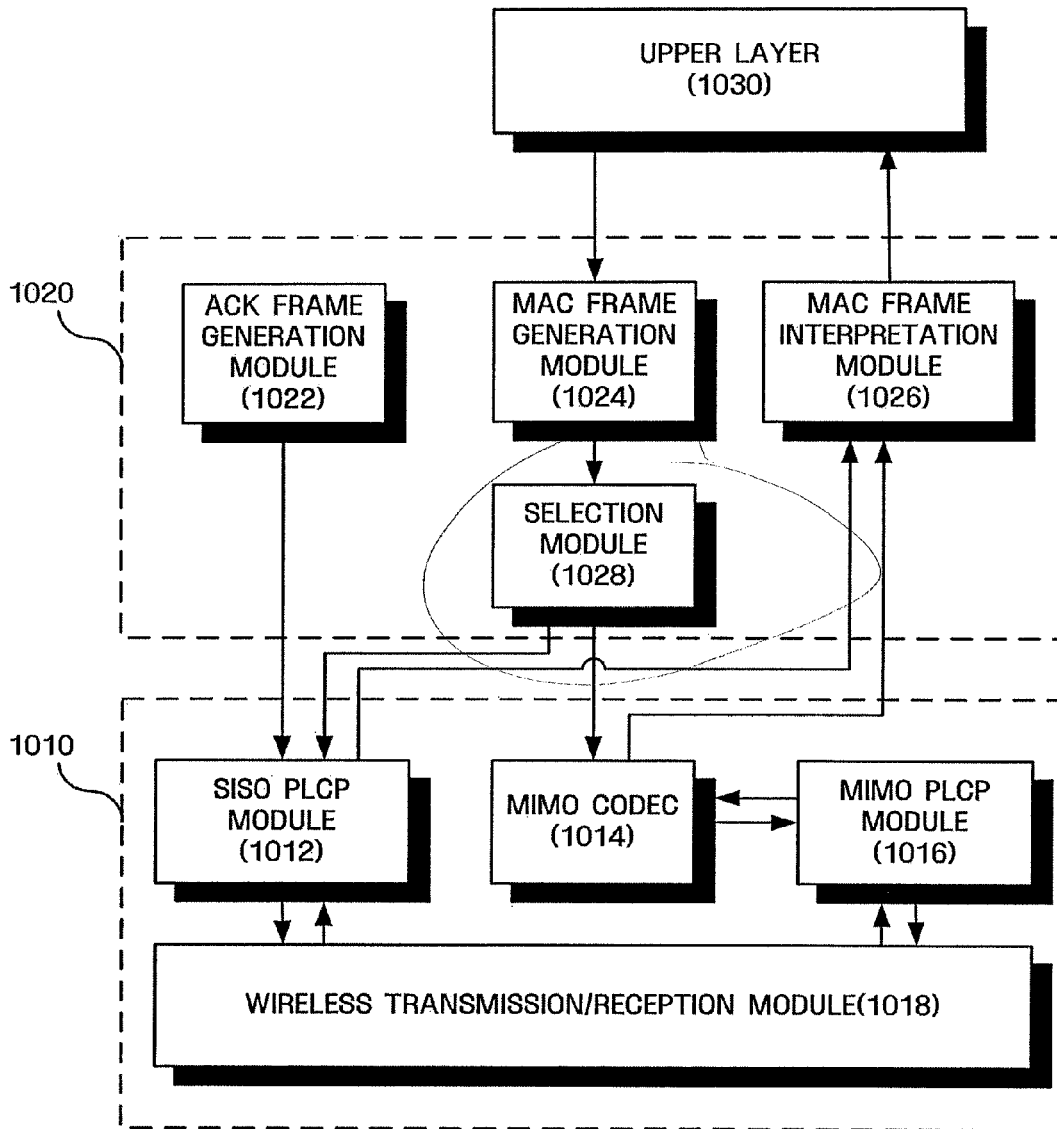 UPPER LAYER
(1030)
1020
ACK FRAME
GENERATION
MODULE
(1022)
MAC FRAME
GENERATION
MODULE
(1024)
MAC FRAME
INTERPRETATION
MODULE
(1026)
SELECTION
MODULE
(1028)
1010
SISO PLCP
MODULE
(1012)
MIMO CODEC
(1014)
MIMO PLCP
MODULE
(1016)
WIRELESS TRANSMISSION/RECEPTION MODULE(1018)